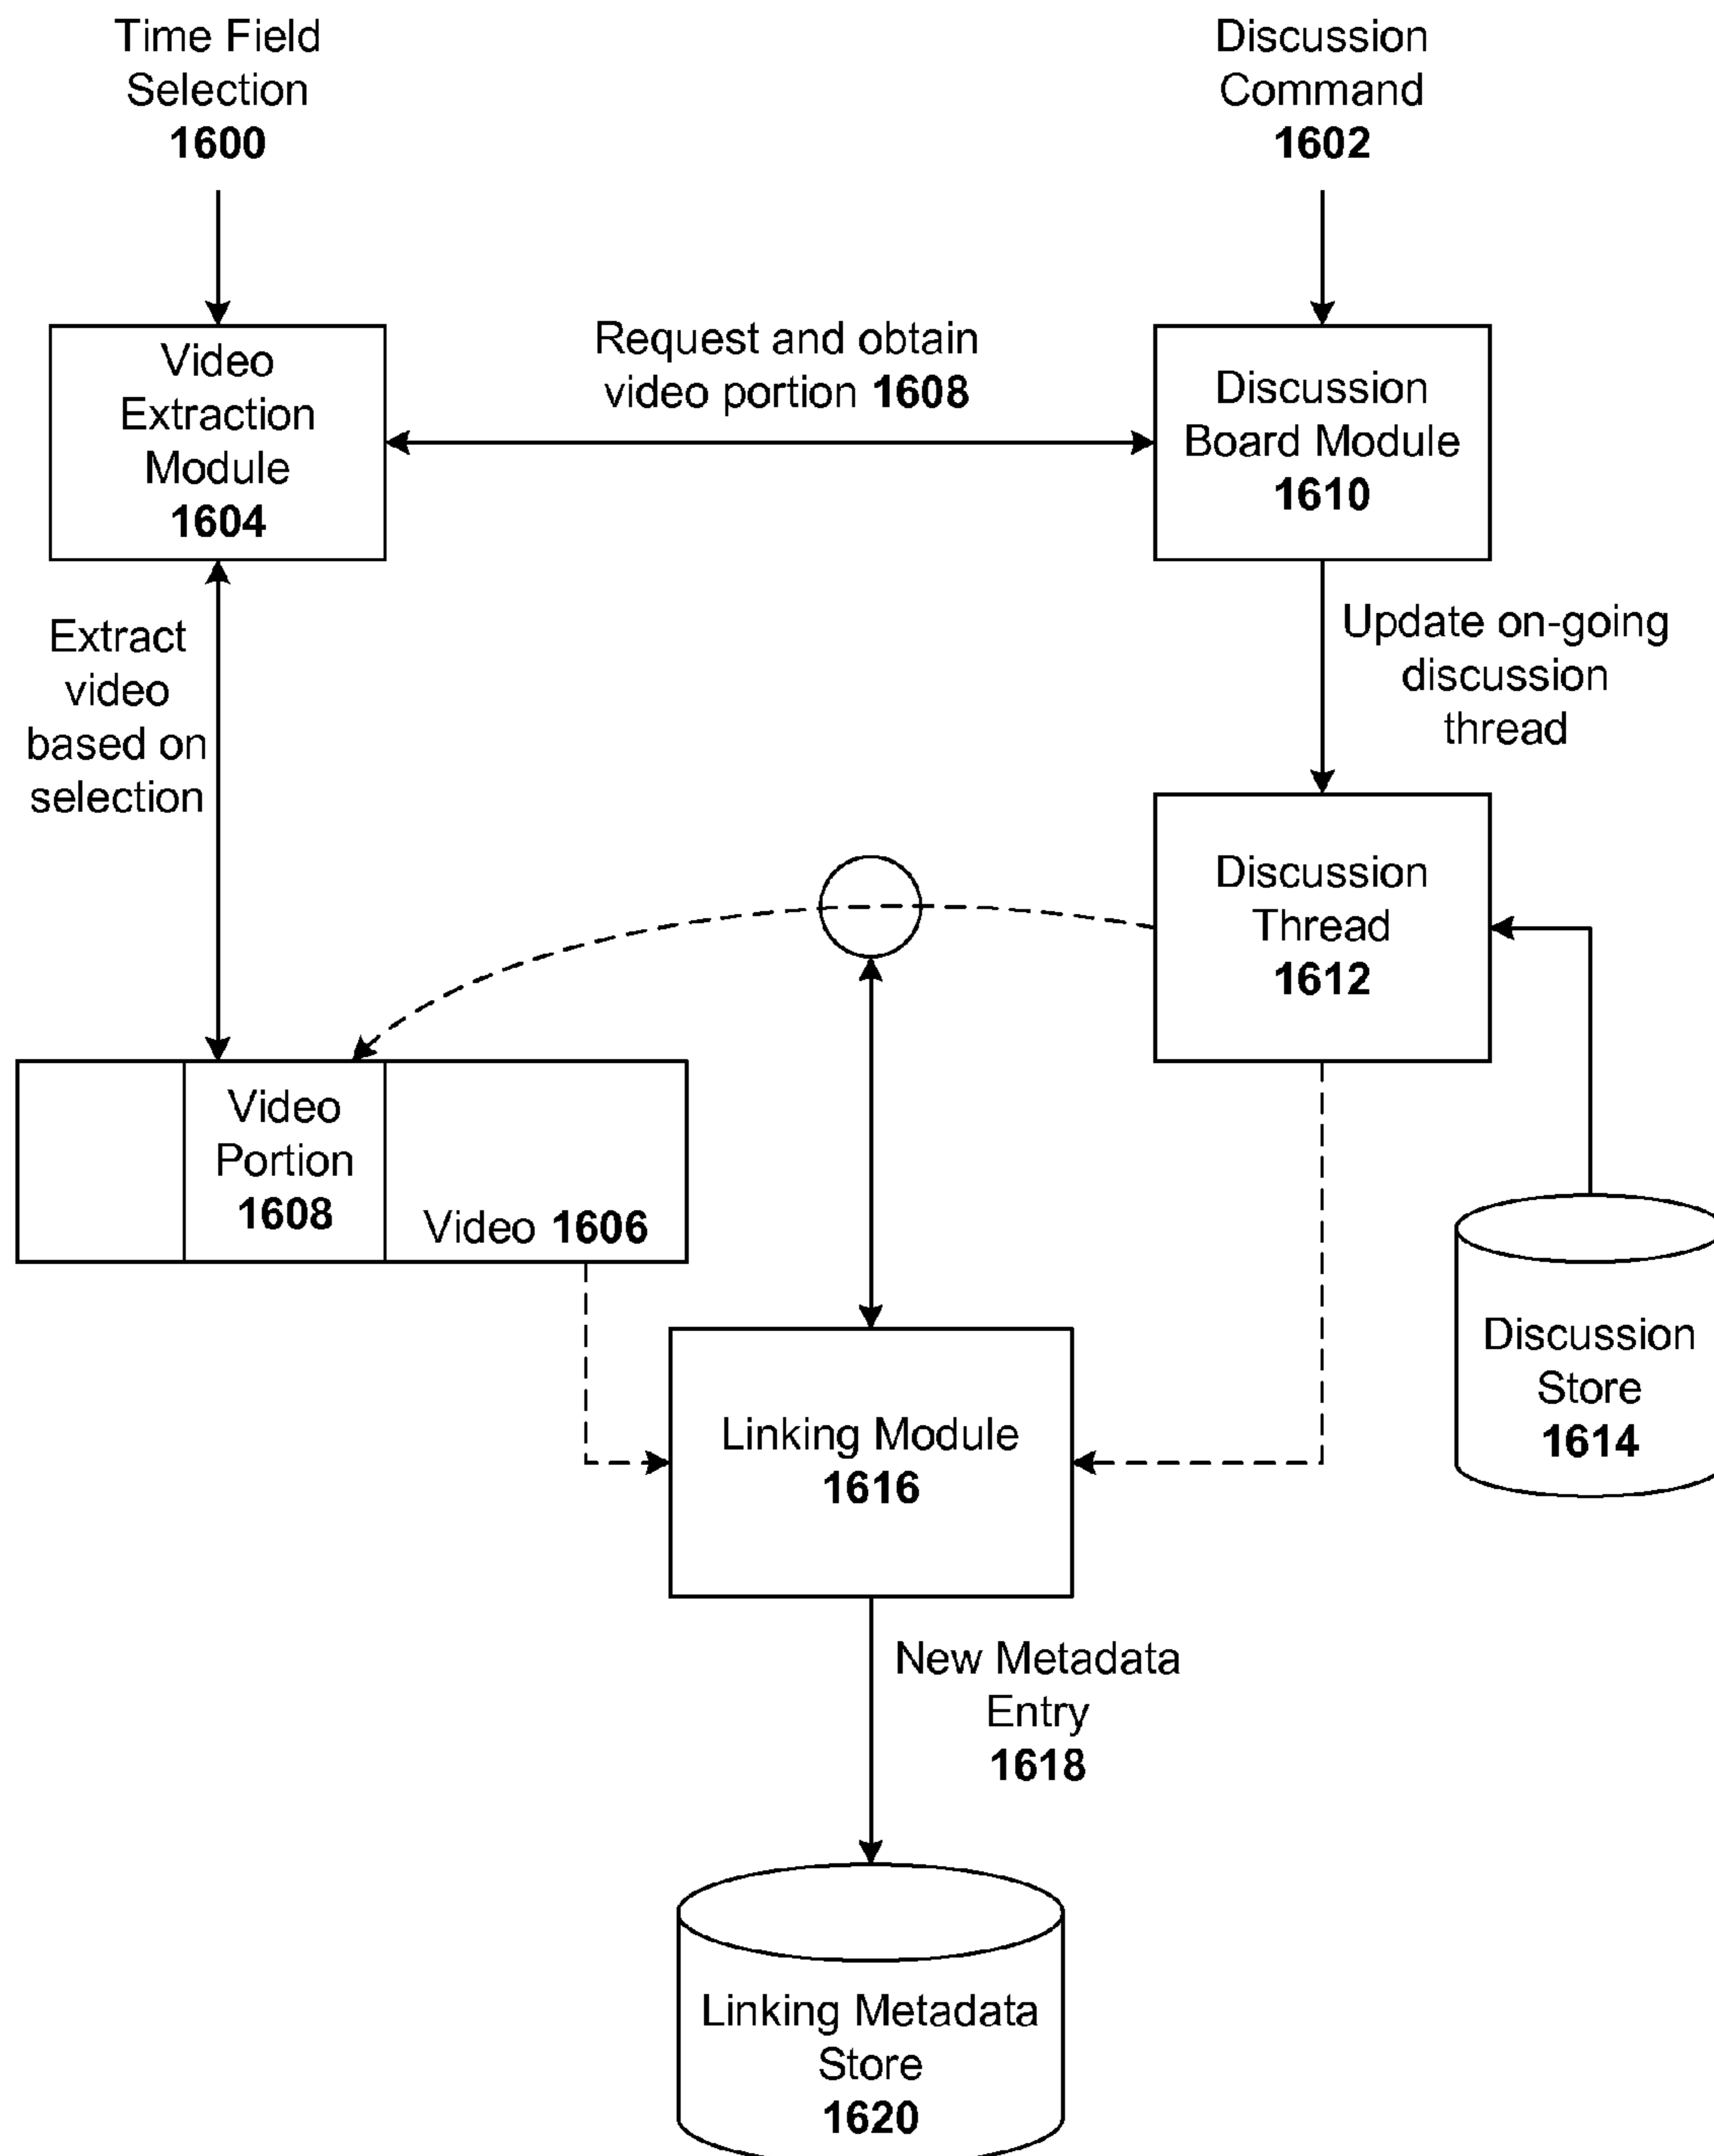 Time Field
Selection
1600
Discussion
Command
1602
Video
Extraction
Module
1604
Request and obtain
video portion 1608
Discussion
Board Module
1610
Extract
video
based on
selection
Update on-going
discussion
thread
Discussion
Thread
1612
Video
Portion
1608
Video 1606
Discussion
Store
1614
Linking Module
1616
New Metadata
Entry
1618
Linking Metadata
Store
1620